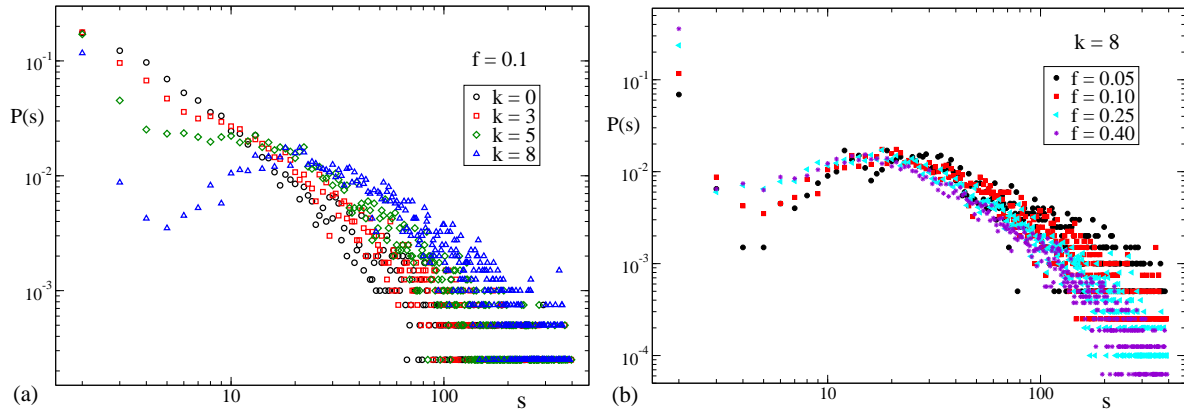 10⁻¹
10⁻²
10⁻³
P(s)
f = 0.1
k = 0
k = 3
k = 5
k = 8
10
100
s
(a)
10⁻¹
10⁻²
10⁻³
10⁻⁴
P(s)
k = 8
f = 0.05
f = 0.10
f = 0.25
f = 0.40
10
100
s
(b)